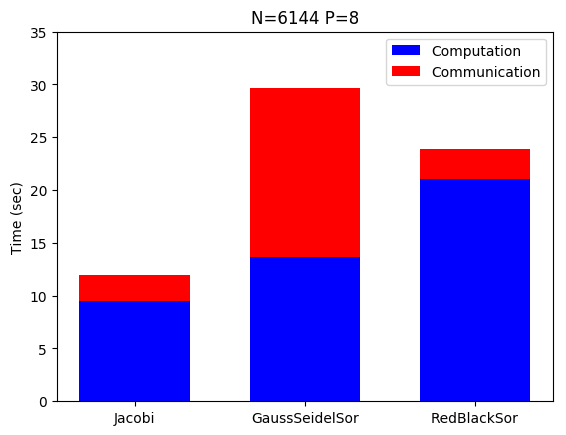 N=6144 P=8
35
30
25
20
15
10
5
0
Time (sec)
Computation
Communication
Jacobi
GaussSeidelSor
RedBlackSor